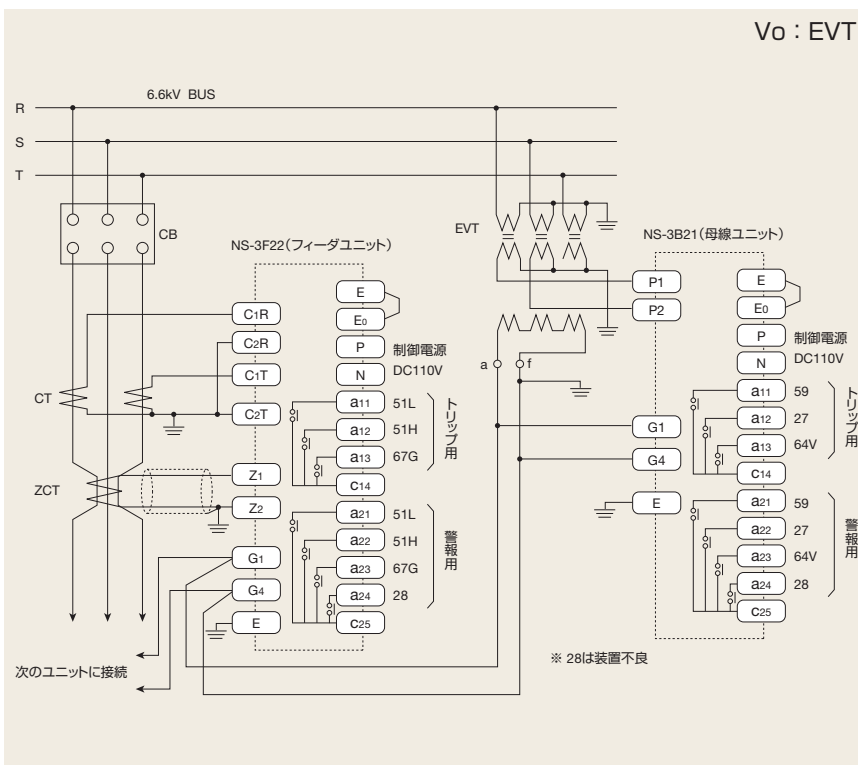 Vo：EVT
6.6kV BUS
R
S
T
CB
EVT
NS-3F22（フィーダユニット）
C1R
C2R
C1T
C2T
CT
ZCT
Z1
Z2
G1
G4
E
E
E0
P
N
制御電源
DC110V
a11 51L
a12 51H
a13 67G
c14
トリップ用
a21 51L
a22 51H
a23 67G
a24 28
c25
警報用
次のユニットに接続
a
f
NS-3B21（母線ユニット）
P1
P2
G1
G4
E
E
E0
P
N
制御電源
DC110V
a11 59
a12 27
a13 64V
c14
トリップ用
a21 59
a22 27
a23 64V
a24 28
c25
警報用
※ 28は装置不良